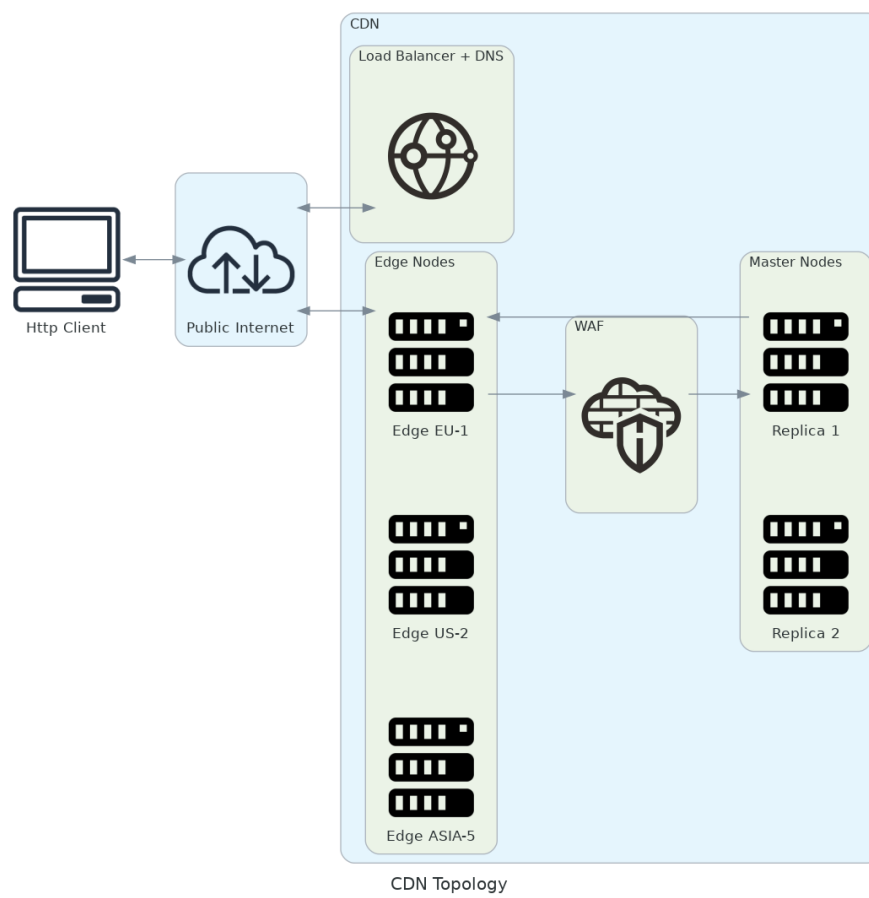 CDN
Load Balancer + DNS
Http Client
Public Internet
Edge Nodes
Edge EU-1
Edge US-2
Edge ASIA-5
WAF
Master Nodes
Replica 1
Replica 2
CDN Topology